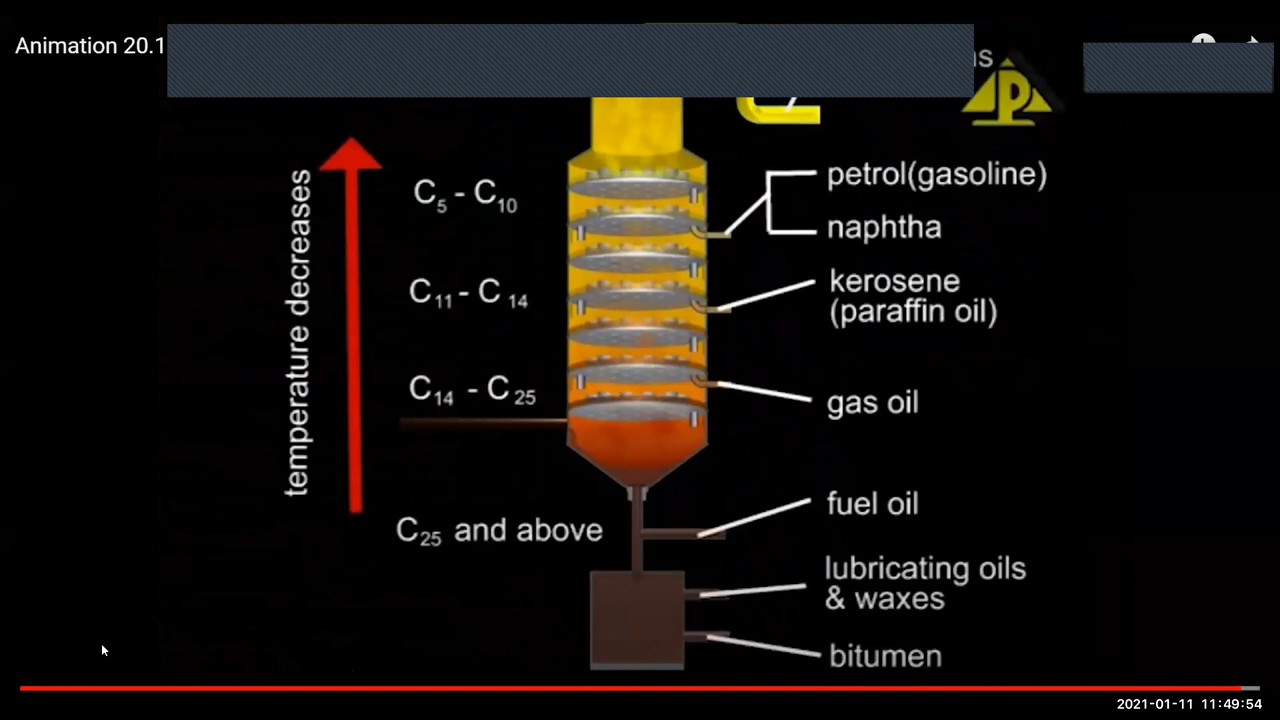 Animation 20.1
P
temperature decreases
C5 - C10
C11 - C14
C14 - C25
C25 and above
petrol(gasoline)
naphtha
kerosene
(paraffin oil)
gas oil
fuel oil
lubricating oils
& waxes
bitumen
2021-01-11 11:49:54